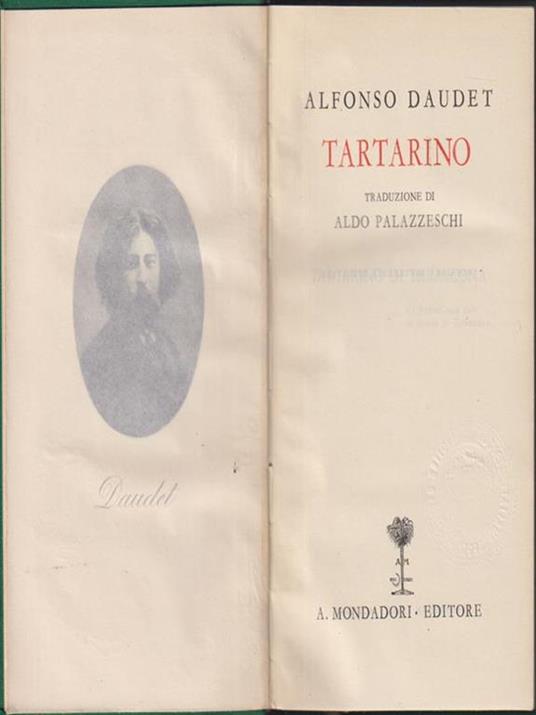 Daudet
ALFONSO DAUDET
TARTARINO
TRADUZIONE DI
ALDO PALAZZESCHI
A M
A. MONDADORI · EDITORE